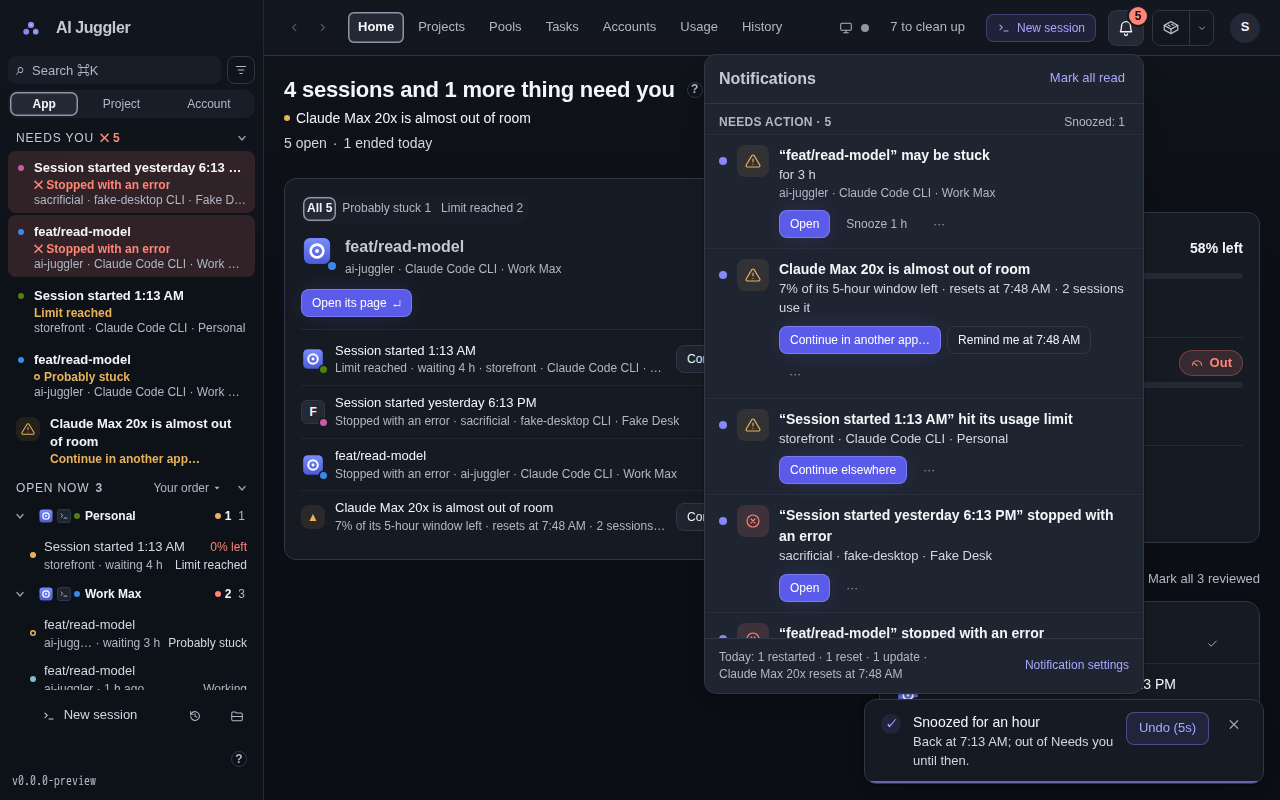 AI Juggler
Search ⌘K
App
Project
Account
NEEDS YOU 5
Session started yesterday 6:13 …
Stopped with an error
sacrificial · fake-desktop CLI · Fake D…
feat/read-model
Stopped with an error
ai-juggler · Claude Code CLI · Work …
Session started 1:13 AM
Limit reached
storefront · Claude Code CLI · Personal
feat/read-model
Probably stuck
ai-juggler · Claude Code CLI · Work …
Claude Max 20x is almost out
of room
Continue in another app…
OPEN NOW 3
Your order
Personal
1 1
Session started 1:13 AM
0% left
storefront · waiting 4 h
Limit reached
Work Max
2 3
feat/read-model
ai-jugg… · waiting 3 h
Probably stuck
feat/read-model
ai-juggler · 1 h ago
Working
New session
?
v0.0.0-preview
Home
Projects
Pools
Tasks
Accounts
Usage
History
7 to clean up
New session
5
S
4 sessions and 1 more thing need you
?
Claude Max 20x is almost out of room
5 open · 1 ended today
All 5
Probably stuck 1
Limit reached 2
feat/read-model
ai-juggler · Claude Code CLI · Work Max
Open its page
Session started 1:13 AM
Limit reached · waiting 4 h · storefront · Claude Code CLI · …
F
Session started yesterday 6:13 PM
Stopped with an error · sacrificial · fake-desktop CLI · Fake Desk
feat/read-model
Stopped with an error · ai-juggler · Claude Code CLI · Work Max
Claude Max 20x is almost out of room
7% of its 5-hour window left · resets at 7:48 AM · 2 sessions…
Notifications
Mark all read
NEEDS ACTION · 5
Snoozed: 1
“feat/read-model” may be stuck
for 3 h
ai-juggler · Claude Code CLI · Work Max
Open
Snooze 1 h
…
Claude Max 20x is almost out of room
7% of its 5-hour window left · resets at 7:48 AM · 2 sessions
use it
Continue in another app…
Remind me at 7:48 AM
…
“Session started 1:13 AM” hit its usage limit
storefront · Claude Code CLI · Personal
Continue elsewhere
…
“Session started yesterday 6:13 PM” stopped with
an error
sacrificial · fake-desktop · Fake Desk
Open
…
“feat/read-model” stopped with an error
Today: 1 restarted · 1 reset · 1 update ·
Claude Max 20x resets at 7:48 AM
Notification settings
58% left
Out
Mark all 3 reviewed
3 PM
Snoozed for an hour
Back at 7:13 AM; out of Needs you
until then.
Undo (5s)